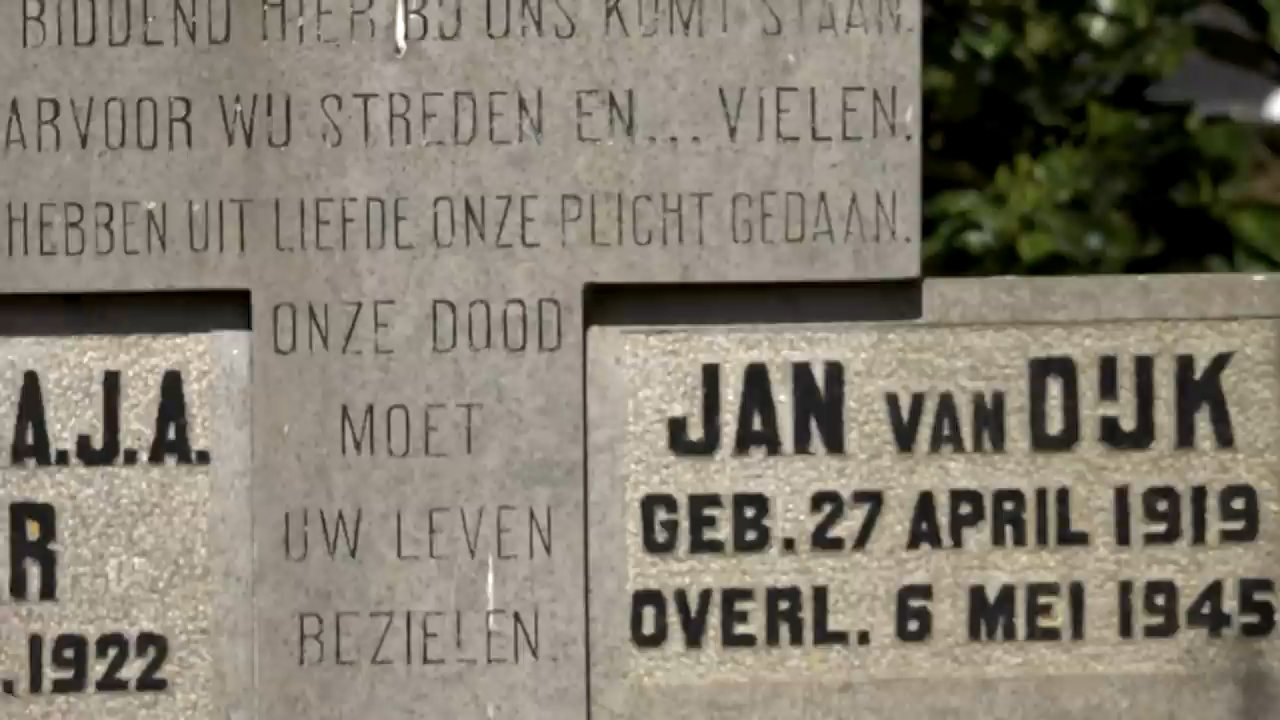 BIDDEND HIER BIJ ONS KOMT STAAN.
ARVOOR WIJ STREDEN EN... VIELEN.
HEBBEN UIT LIEFDE ONZE PLICHT GEDAAN.
ONZE DOOD
MOET
UW LEVEN
BEZIELEN.
A.J.A.
R
.1922
JAN VAN DIJK
GEB. 27 APRIL 1919
OVERL. 6 MEI 1945